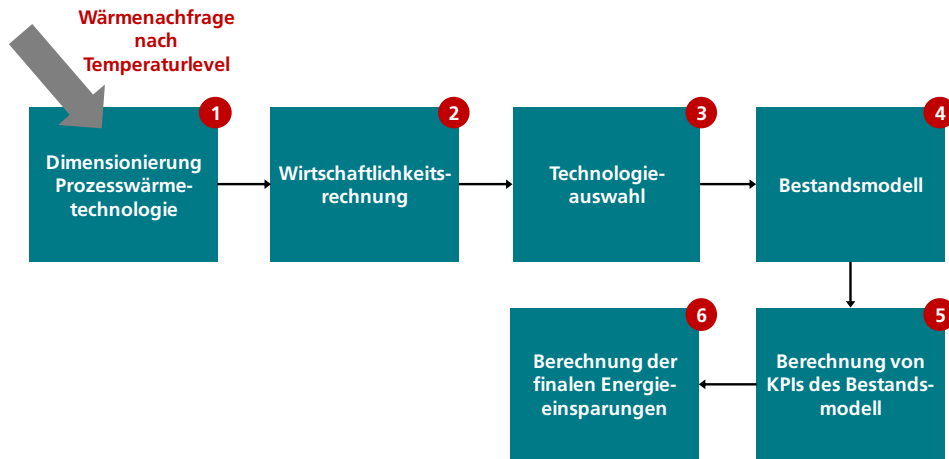 Wärmenachfrage
nach
Temperaturlevel
1
Dimensionierung
Prozesswärme-
technologie
2
Wirtschaftlichkeits-
rechnung
3
Technologie-
auswahl
4
Bestandsmodell
5
Berechnung von
KPIs des Bestands-
modell
6
Berechnung der
finalen Energie-
einsparungen